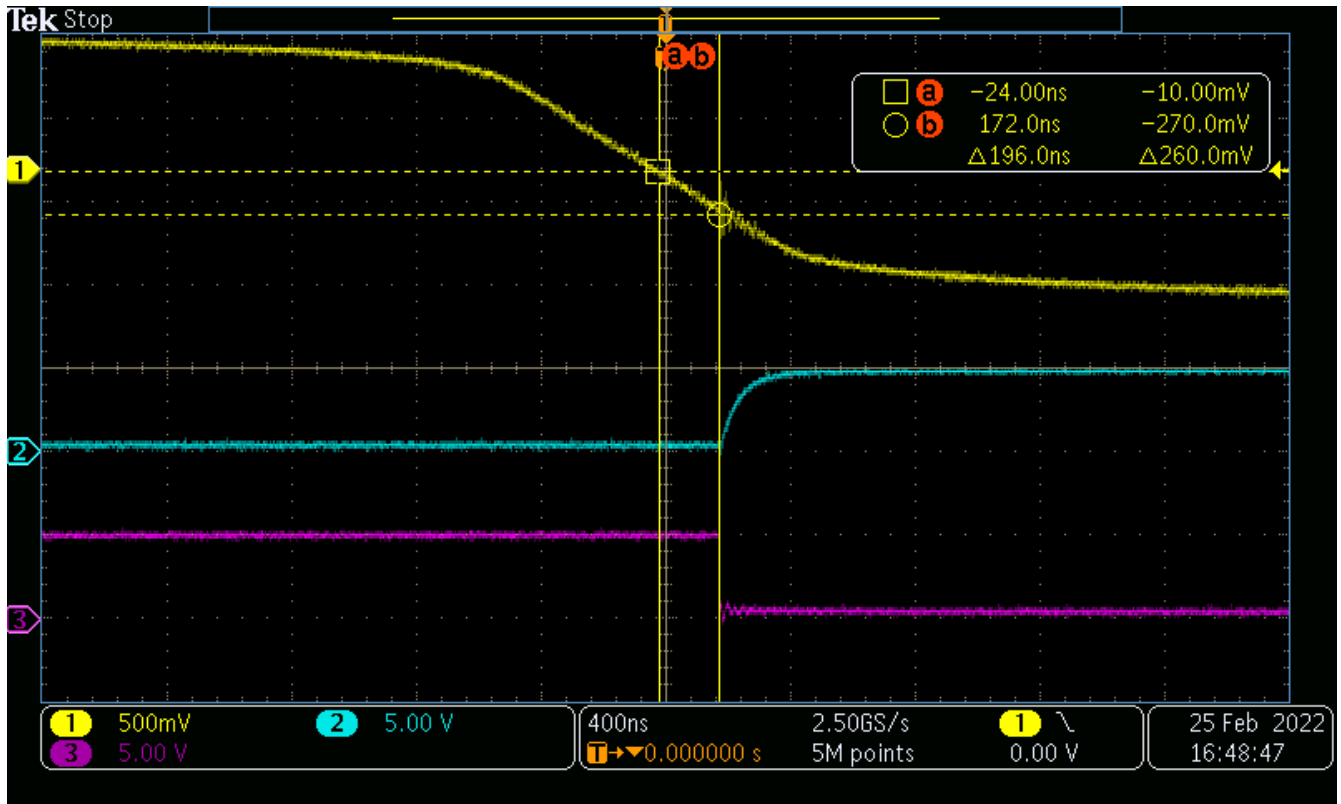 Tek Stop
T
a b
a −24.00ns −10.00mV
b 172.0ns −270.0mV
Δ196.0ns Δ260.0mV
1
2
3
1 500mV 2 5.00 V
3 5.00 V
400ns 2.50GS/s 1 \
T→▼0.000000 s 5M points 0.00 V
25 Feb 2022
16:48:47